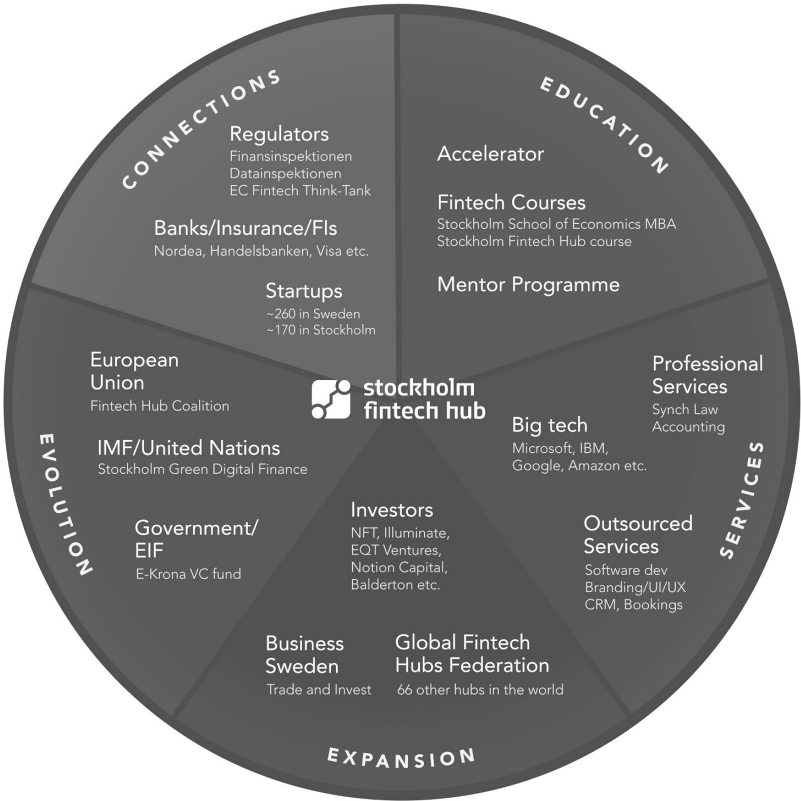 CONNECTIONS
Regulators
Finansinspektionen
Datainspektionen
EC Fintech Think-Tank
Banks/Insurance/FIs
Nordea, Handelsbanken, Visa etc.
Startups
~260 in Sweden
~170 in Stockholm
EDUCATION
Accelerator
Fintech Courses
Stockholm School of Economics MBA
Stockholm Fintech Hub course
Mentor Programme
stockholm
fintech hub
SERVICES
Professional
Services
Synch Law
Accounting
Big tech
Microsoft, IBM,
Google, Amazon etc.
Outsourced
Services
Software dev
Branding/UI/UX
CRM, Bookings
EXPANSION
Investors
NFT, Illuminate,
EQT Ventures,
Notion Capital,
Balderton etc.
Business
Sweden
Trade and Invest
Global Fintech
Hubs Federation
66 other hubs in the world
EVOLUTION
European
Union
Fintech Hub Coalition
IMF/United Nations
Stockholm Green Digital Finance
Government/
EIF
E-Krona VC fund